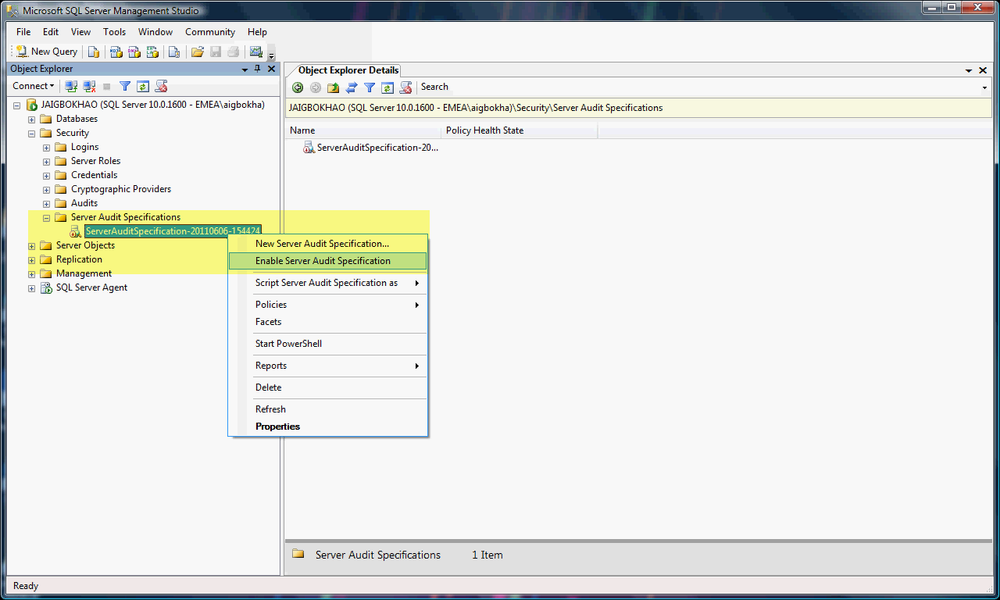 Microsoft SQL Server Management Studio
File Edit View Tools Window Community Help
New Query
Object Explorer
Connect
JAIGBOKHAO (SQL Server 10.0.1600 - EMEA\aigbokha)
Databases
Security
Logins
Server Roles
Credentials
Cryptographic Providers
Audits
Server Audit Specifications
ServerAuditSpecification-20110606-154424
Server Objects
Replication
Management
SQL Server Agent
New Server Audit Specification...
Enable Server Audit Specification
Script Server Audit Specification as
Policies
Facets
Start PowerShell
Reports
Delete
Refresh
Properties
Object Explorer Details
Search
JAIGBOKHAO (SQL Server 10.0.1600 - EMEA\aigbokha)\Security\Server Audit Specifications
Name Policy Health State
ServerAuditSpecification-20...
Server Audit Specifications 1 Item
Ready